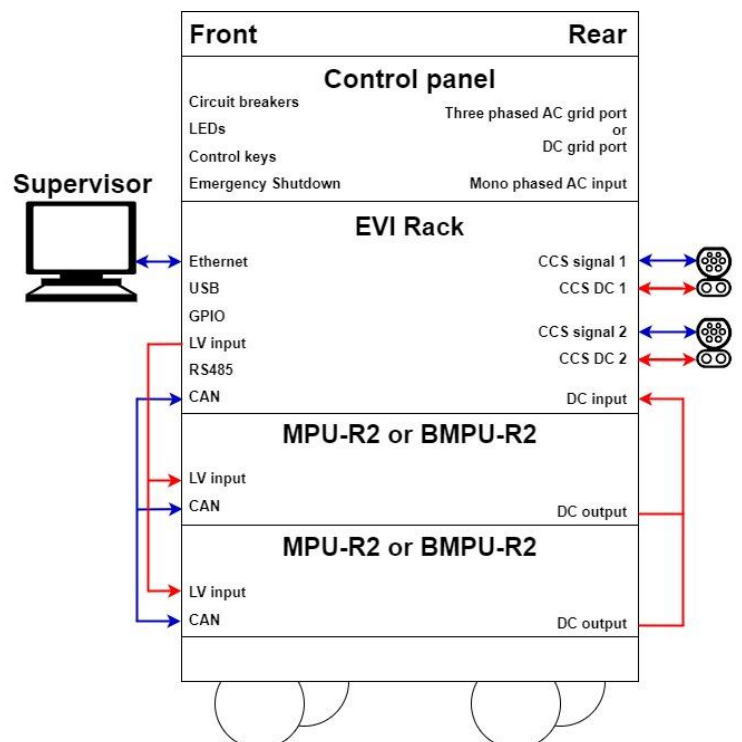 Front
Rear
Control panel
Circuit breakers
LEDs
Control keys
Emergency Shutdown
Three phased AC grid port
or
DC grid port
Mono phased AC input
Supervisor
EVI Rack
Ethernet
USB
GPIO
LV input
RS485
CAN
CCS signal 1
CCS DC 1
CCS signal 2
CCS DC 2
DC input
MPU-R2 or BMPU-R2
LV input
CAN
DC output
MPU-R2 or BMPU-R2
LV input
CAN
DC output